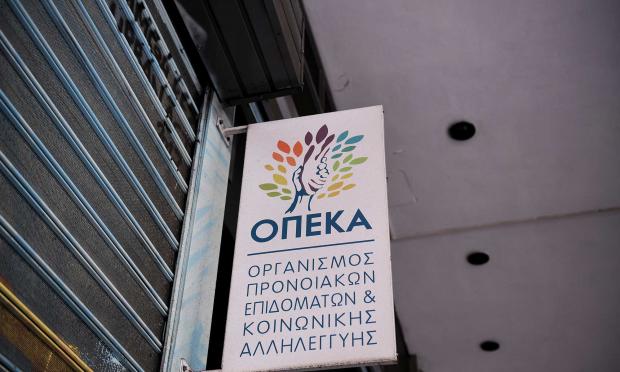 ΟΠΕΚΑ
ΟΡΓΑΝΙΣΜΟΣ
ΠΡΟΝΟΙΑΚΩΝ
ΕΠΙΔΟΜΑΤΩΝ &
ΚΟΙΝΩΝΙΚΗΣ
ΑΛΛΗΛΕΓΓΥΗΣ